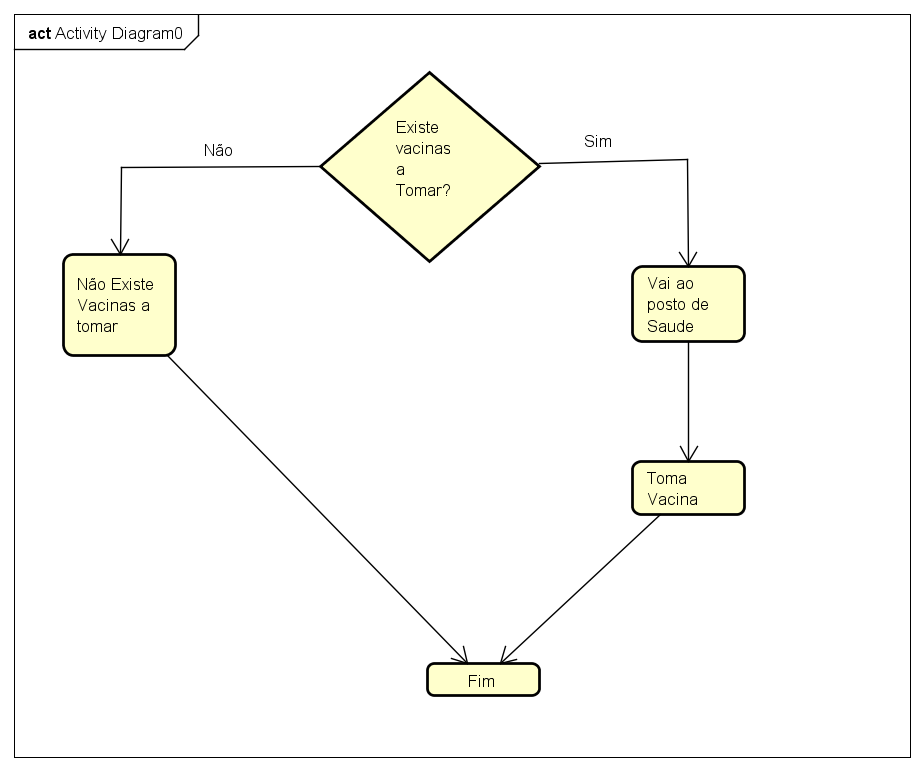 act Activity Diagram0
Existe
vacinas
a
Tomar?
Não
Sim
Não Existe
Vacinas a
tomar
Vai ao
posto de
Saude
Toma
Vacina
Fim